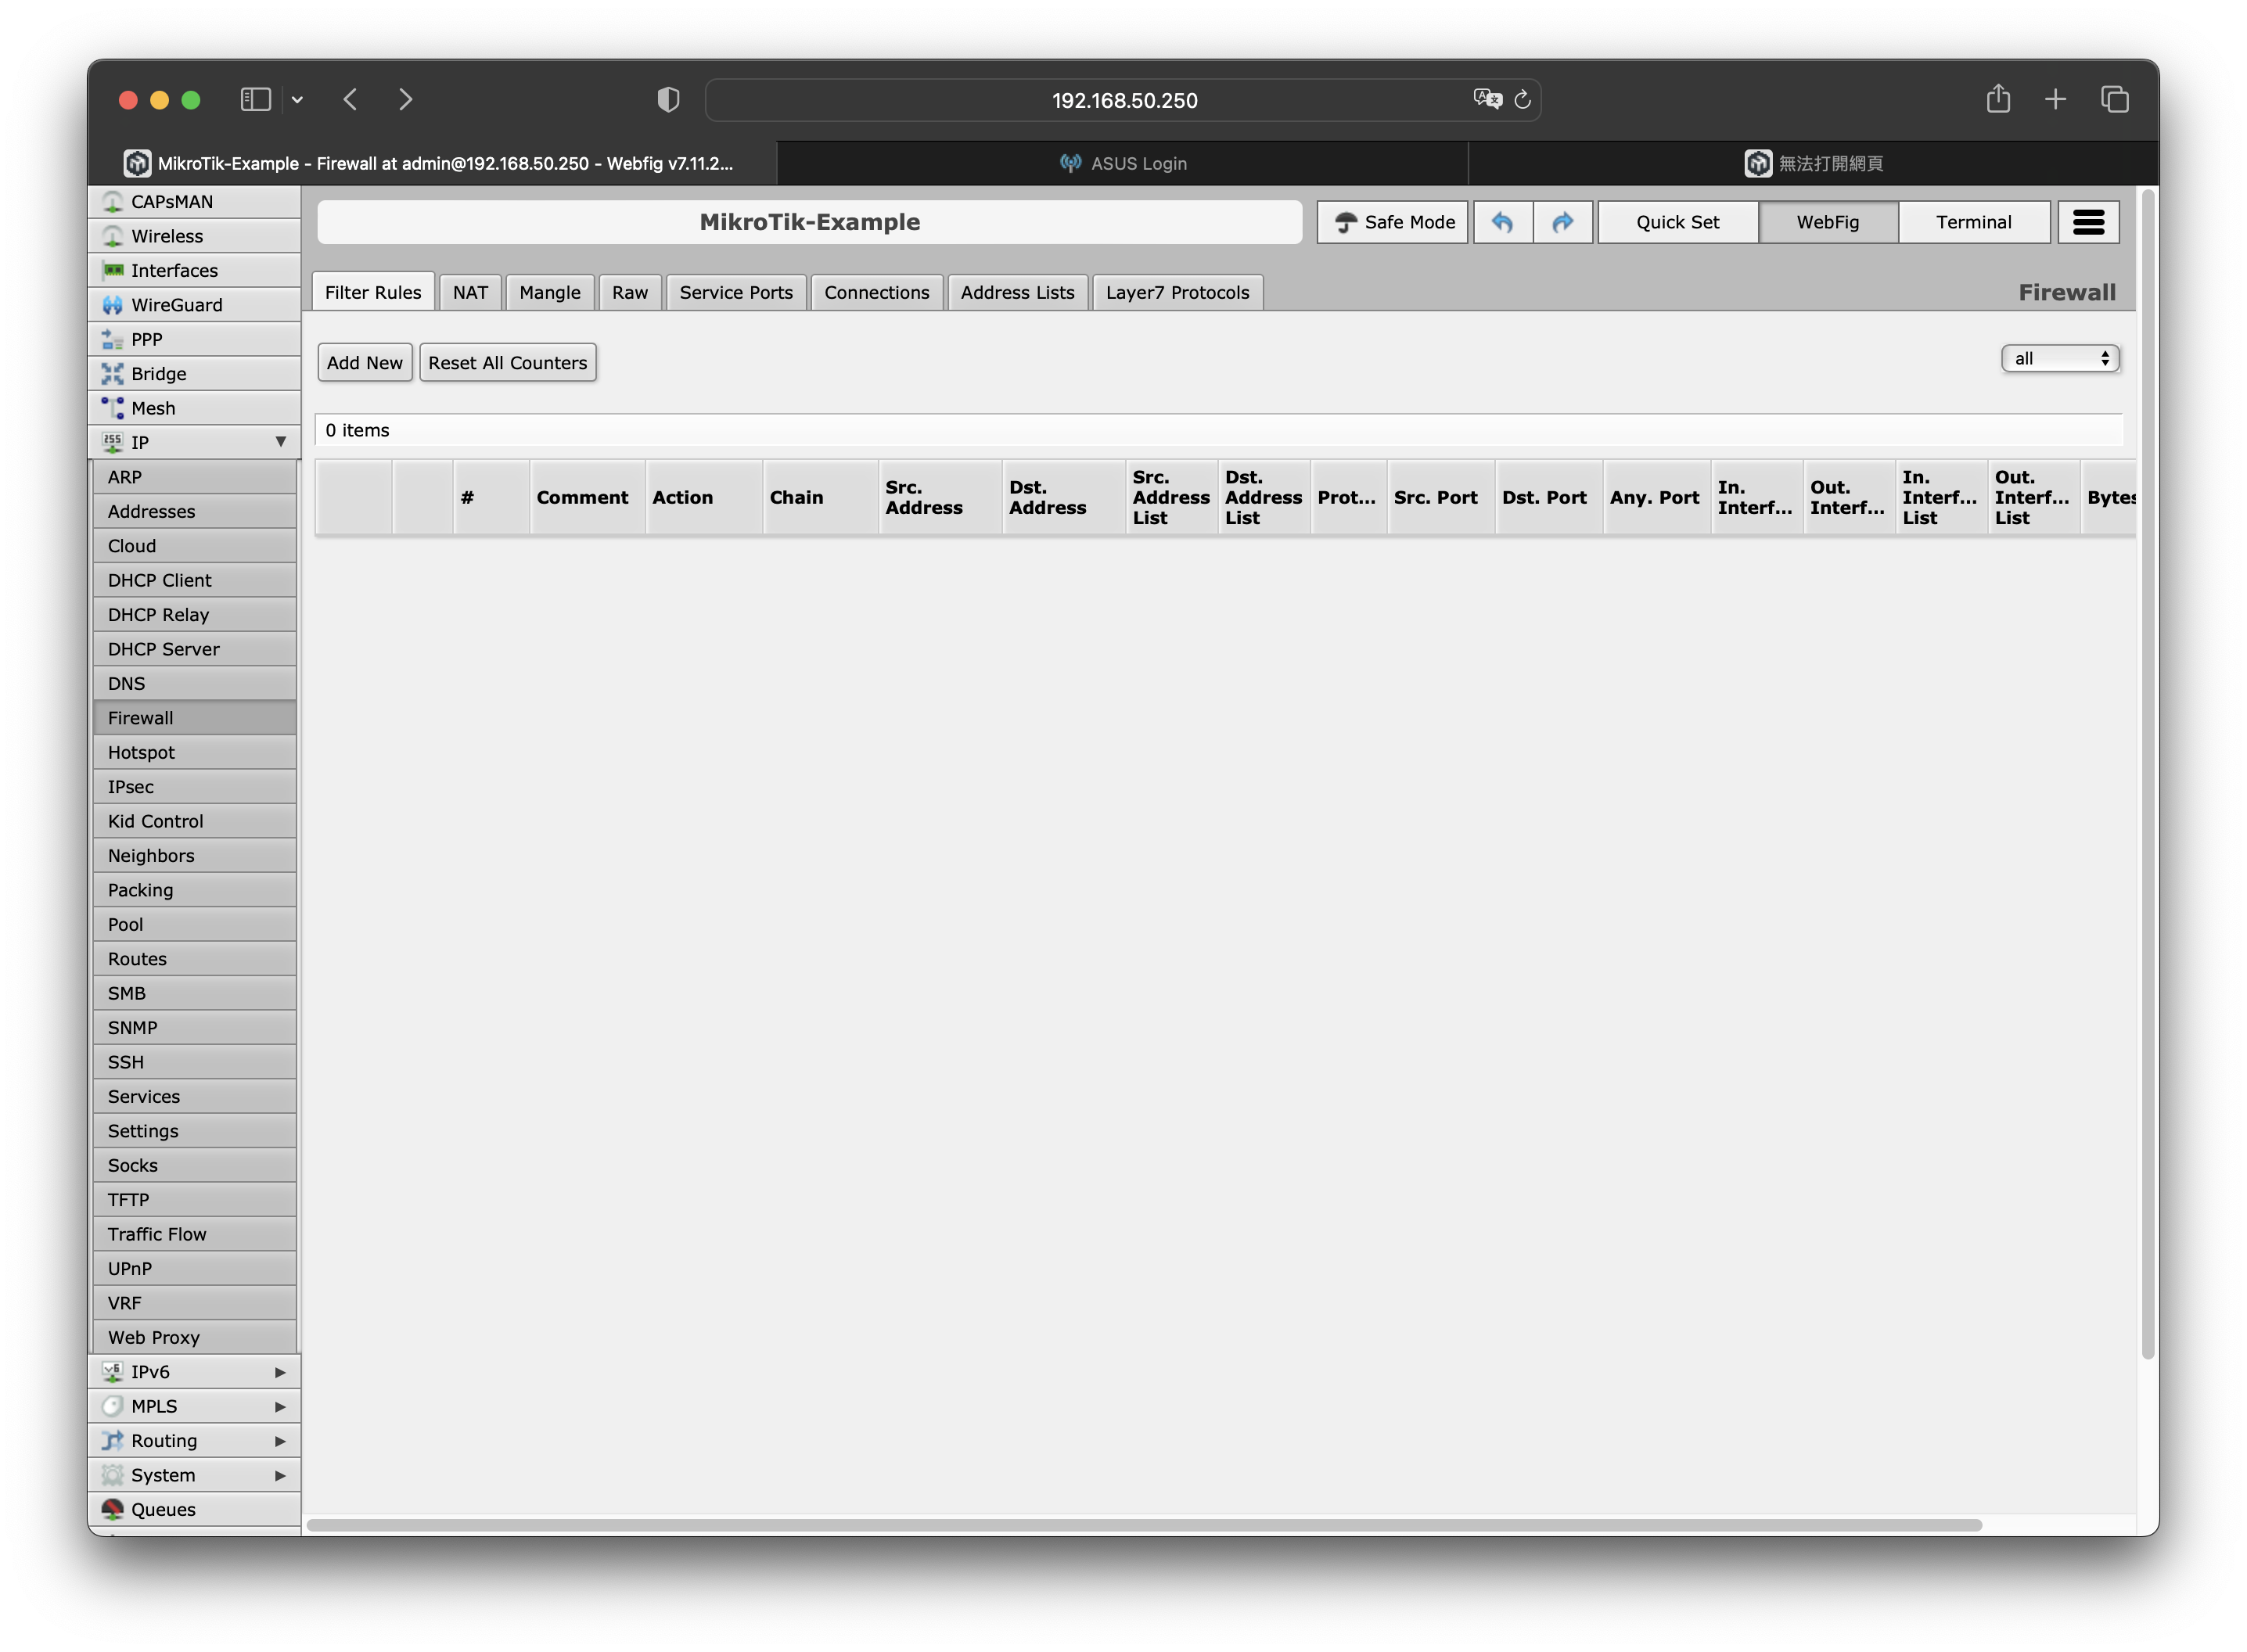 192.168.50.250
MikroTik-Example - Firewall at admin@192.168.50.250 - Webfig v7.11.2...
ASUS Login
無法打開網頁
CAPsMAN
Wireless
Interfaces
WireGuard
PPP
Bridge
Mesh
255 IP ▼
ARP
Addresses
Cloud
DHCP Client
DHCP Relay
DHCP Server
DNS
Firewall
Hotspot
IPsec
Kid Control
Neighbors
Packing
Pool
Routes
SMB
SNMP
SSH
Services
Settings
Socks
TFTP
Traffic Flow
UPnP
VRF
Web Proxy
v6 IPv6 ▶
MPLS ▶
Routing ▶
System ▶
Queues
MikroTik-Example
Safe Mode
Quick Set
WebFig
Terminal
Filter Rules
NAT
Mangle
Raw
Service Ports
Connections
Address Lists
Layer7 Protocols
Firewall
Add New
Reset All Counters
all
0 items
#
Comment
Action
Chain
Src.
Address
Dst.
Address
Src.
Address
List
Dst.
Address
List
Prot...
Src. Port
Dst. Port
Any. Port
In.
Interf...
Out.
Interf...
In.
Interf...
List
Out.
Interf...
List
Bytes